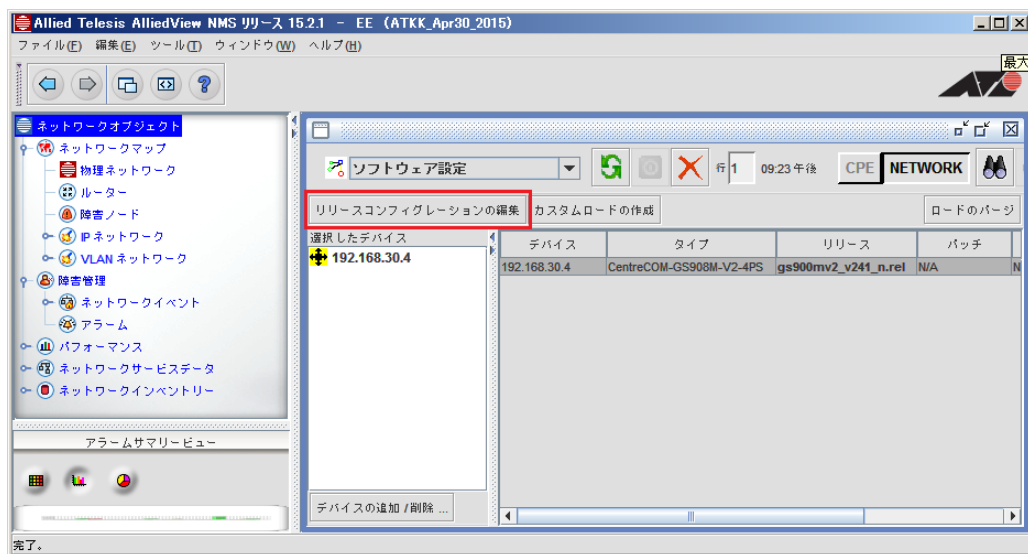 Allied Telesis AlliedView NMS リリース 15.2.1 － EE (ATKK_Apr30_2015)
ファイル(F) 編集(E) ツール(T) ウィンドウ(W) ヘルプ(H)
最大
ネットワークオブジェクト
ネットワークマップ
物理ネットワーク
ルーター
障害ノード
IP ネットワーク
VLAN ネットワーク
障害管理
ネットワークイベント
アラーム
パフォーマンス
ネットワークサービスデータ
ネットワークインベントリー
アラームサマリービュー
ソフトウェア設定 行 1 09:23 午後 CPE NETWORK
リリースコンフィグレーションの編集 カスタムロードの作成 ロードのパージ
選択したデバイス
192.168.30.4
デバイス タイプ リリース パッチ
192.168.30.4 CentreCOM-GS908M-V2-4PS gs900mv2_v241_n.rel N/A N
デバイスの追加 / 削除 ...
完了。